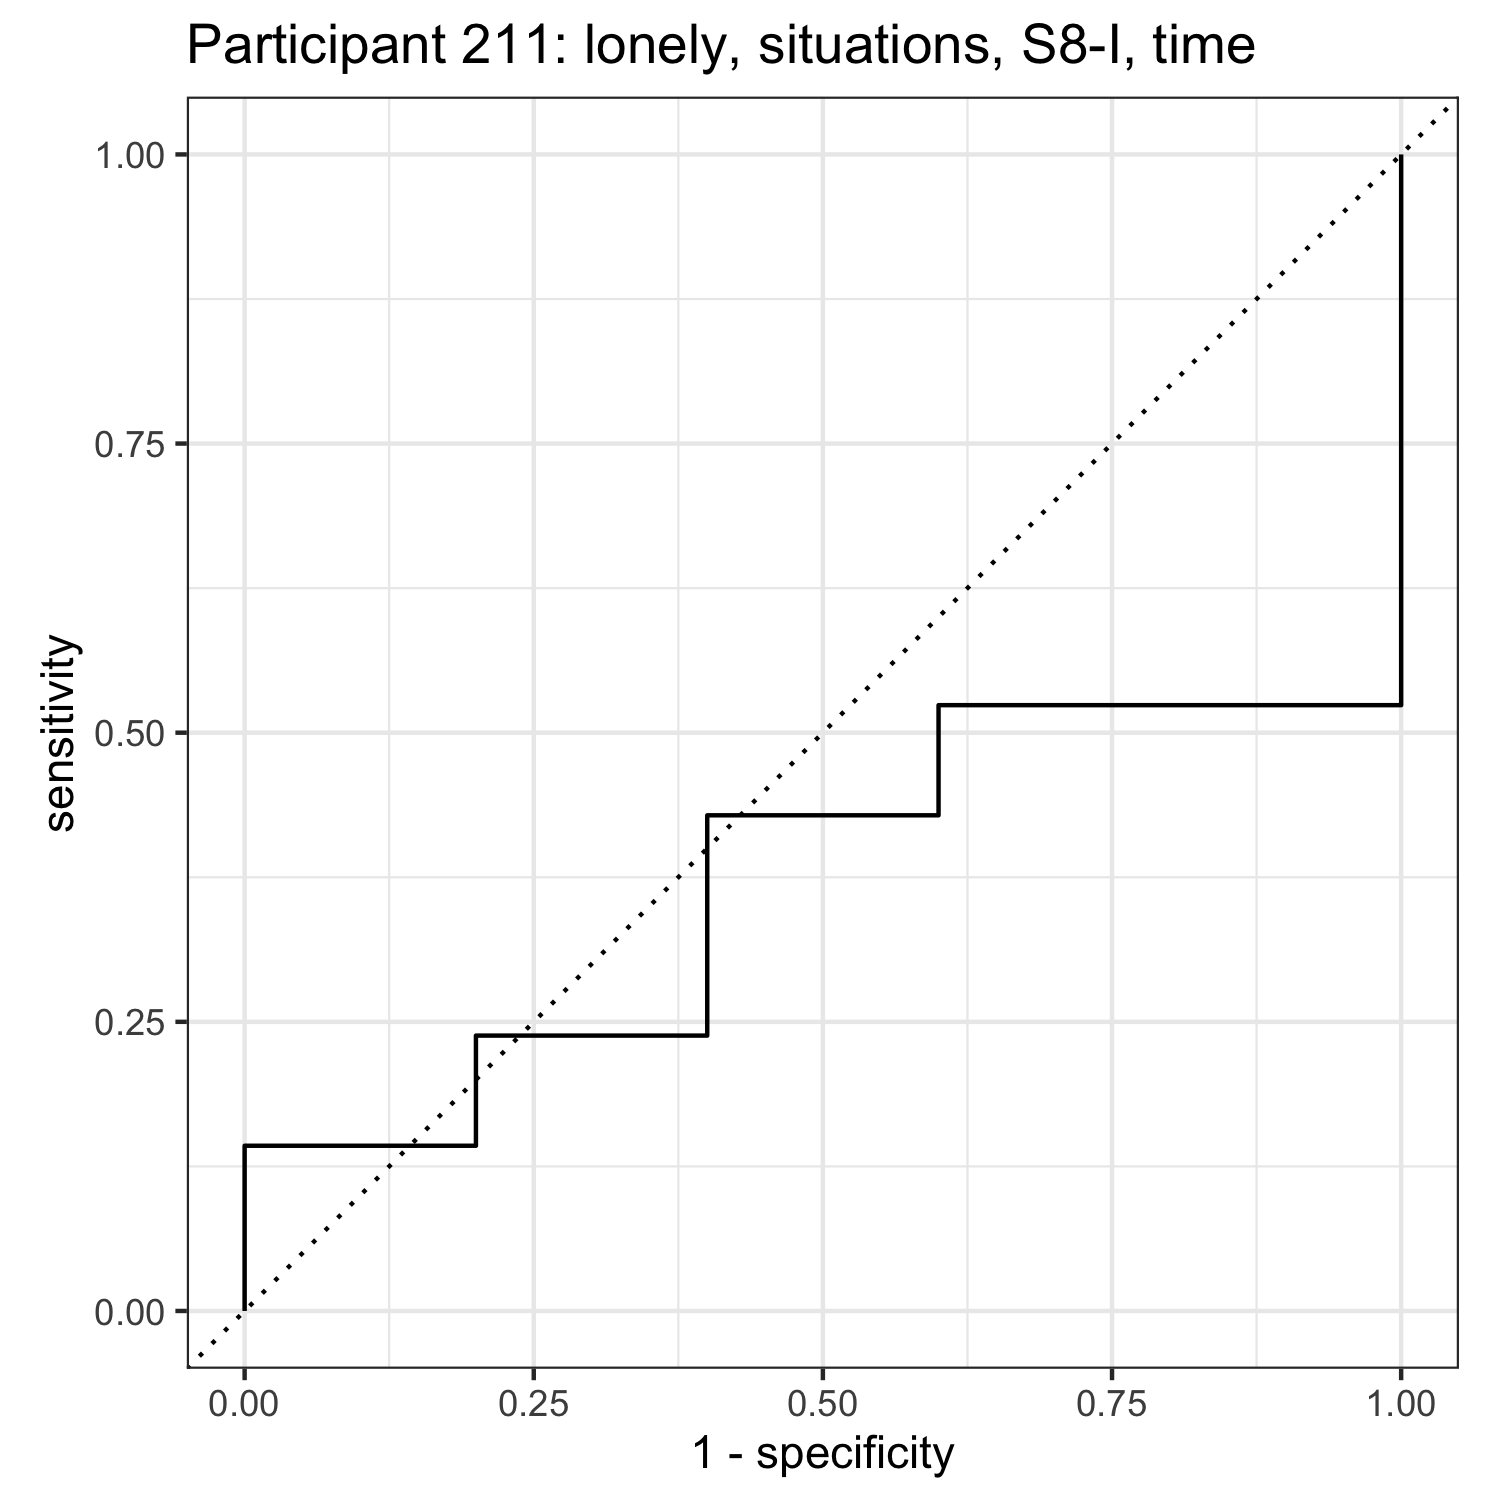 Participant 211: lonely, situations, S8-I, time
1.00
0.75
0.50
0.25
0.00
sensitivity
0.00 0.25 0.50 0.75 1.00
1 - specificity